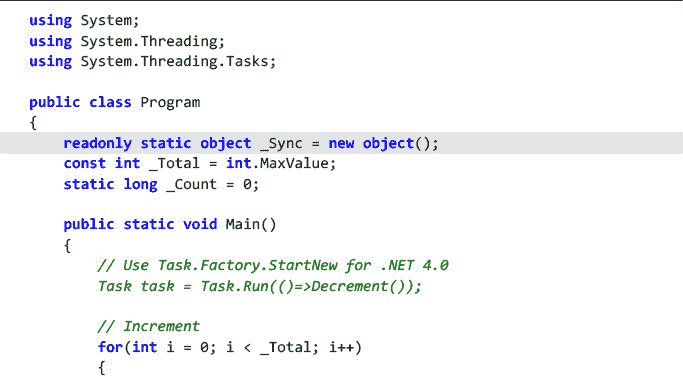 using System;
using System.Threading;
using System.Threading.Tasks;
public class Program
{
readonly static object _Sync = new object();
const int _Total = int.MaxValue;
static long _Count = 0;
public static void Main()
{
// Use Task.Factory.StartNew for .NET 4.0
Task task = Task.Run(()=>Decrement());
// Increment
for(int i = 0; i < _Total; i++)
{